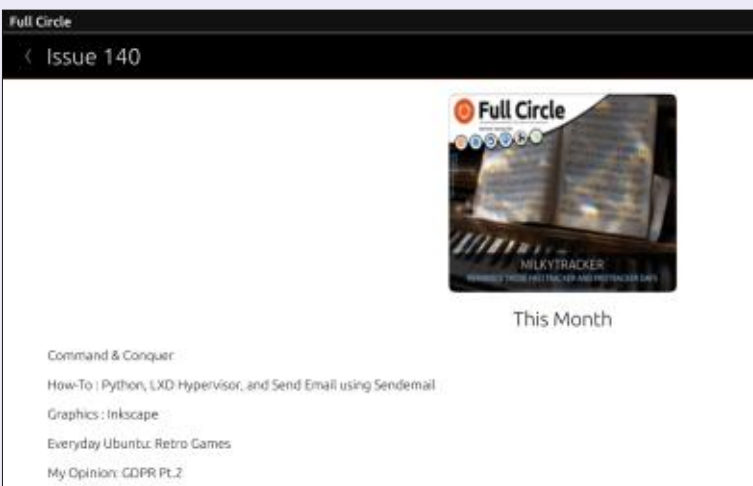 Full Circle
Issue 140
Full Circle
MILKYTRACKER
This Month
Command & Conquer
How-To : Python, LXD Hypervisor, and Send Email using Sendemail
Graphics : Inkscape
Everyday Ubuntu: Retro Games
My Opinion: GDPR Pt.2